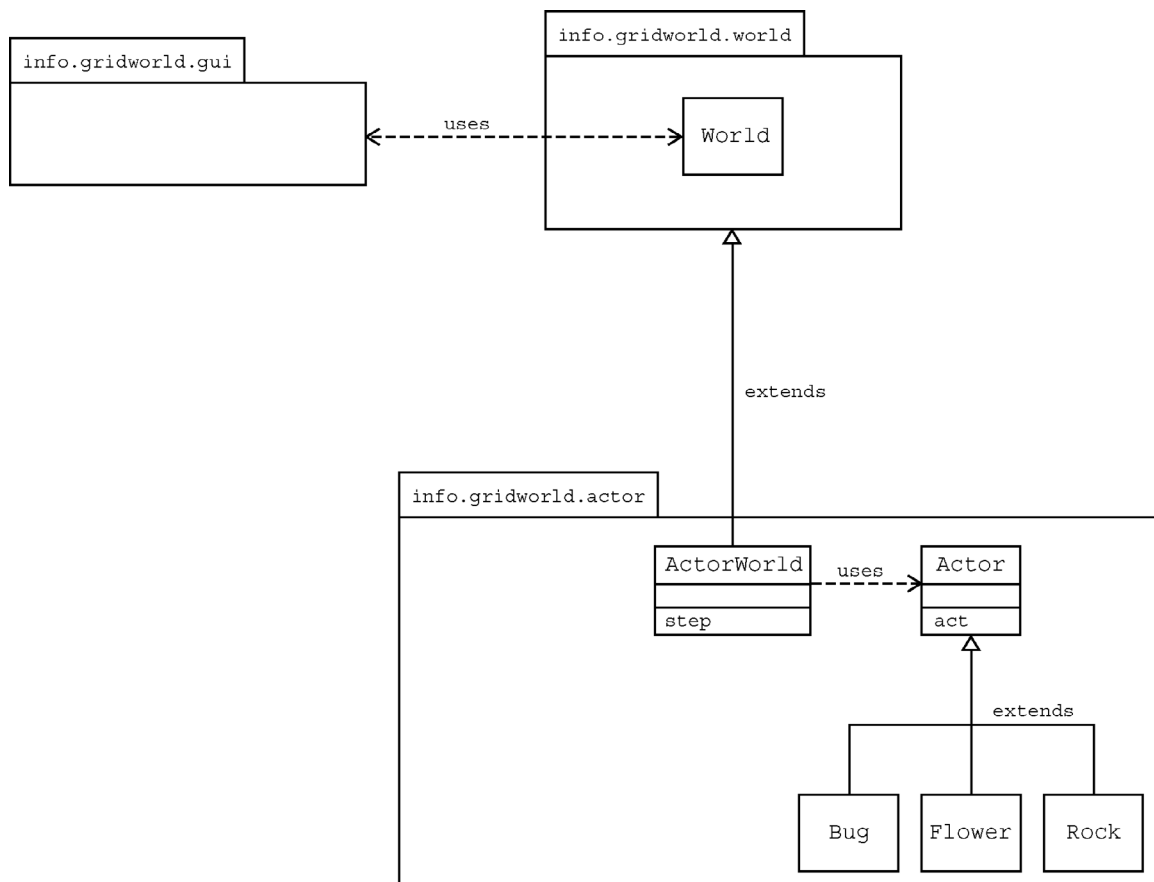 info.gridworld.world
info.gridworld.gui
uses
World
extends
info.gridworld.actor
ActorWorld
uses
Actor
step
act
extends
Bug
Flower
Rock